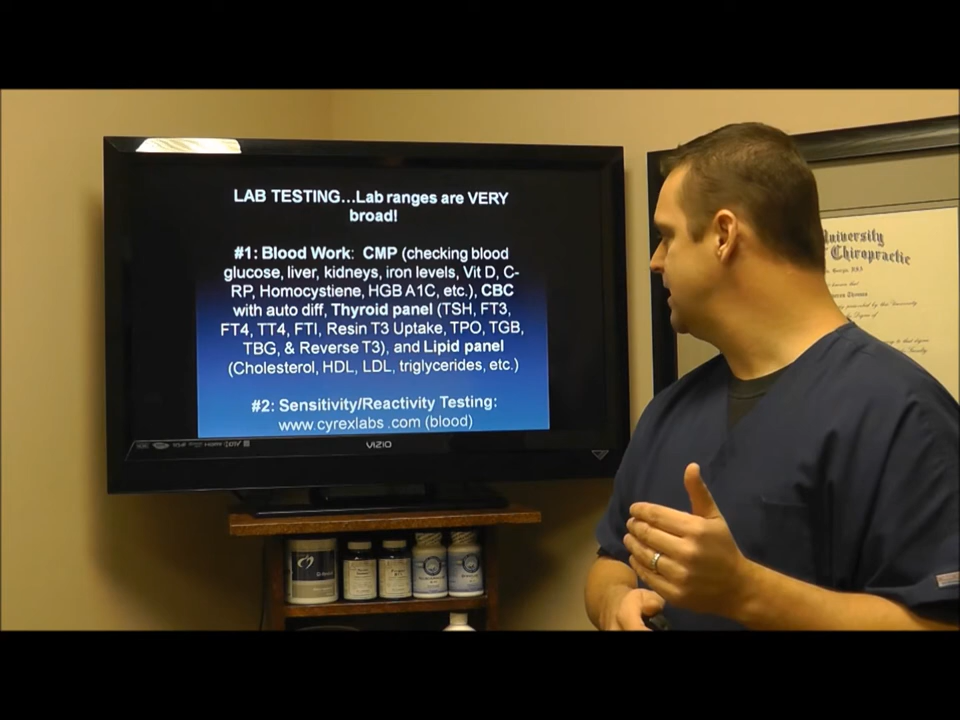 LAB TESTING...Lab ranges are VERY
broad!
#1: Blood Work: CMP (checking blood
glucose, liver, kidneys, iron levels, Vit D, C-
RP, Homocystiene, HGB A1C, etc.), CBC
with auto diff, Thyroid panel (TSH, FT3,
FT4, TT4, FTI, Resin T3 Uptake, TPO, TGB,
TBG, & Reverse T3), and Lipid panel
(Cholesterol, HDL, LDL, triglycerides, etc.)
#2: Sensitivity/Reactivity Testing:
www.cyrexlabs .com (blood)
VIZIO
University
Chiropractic